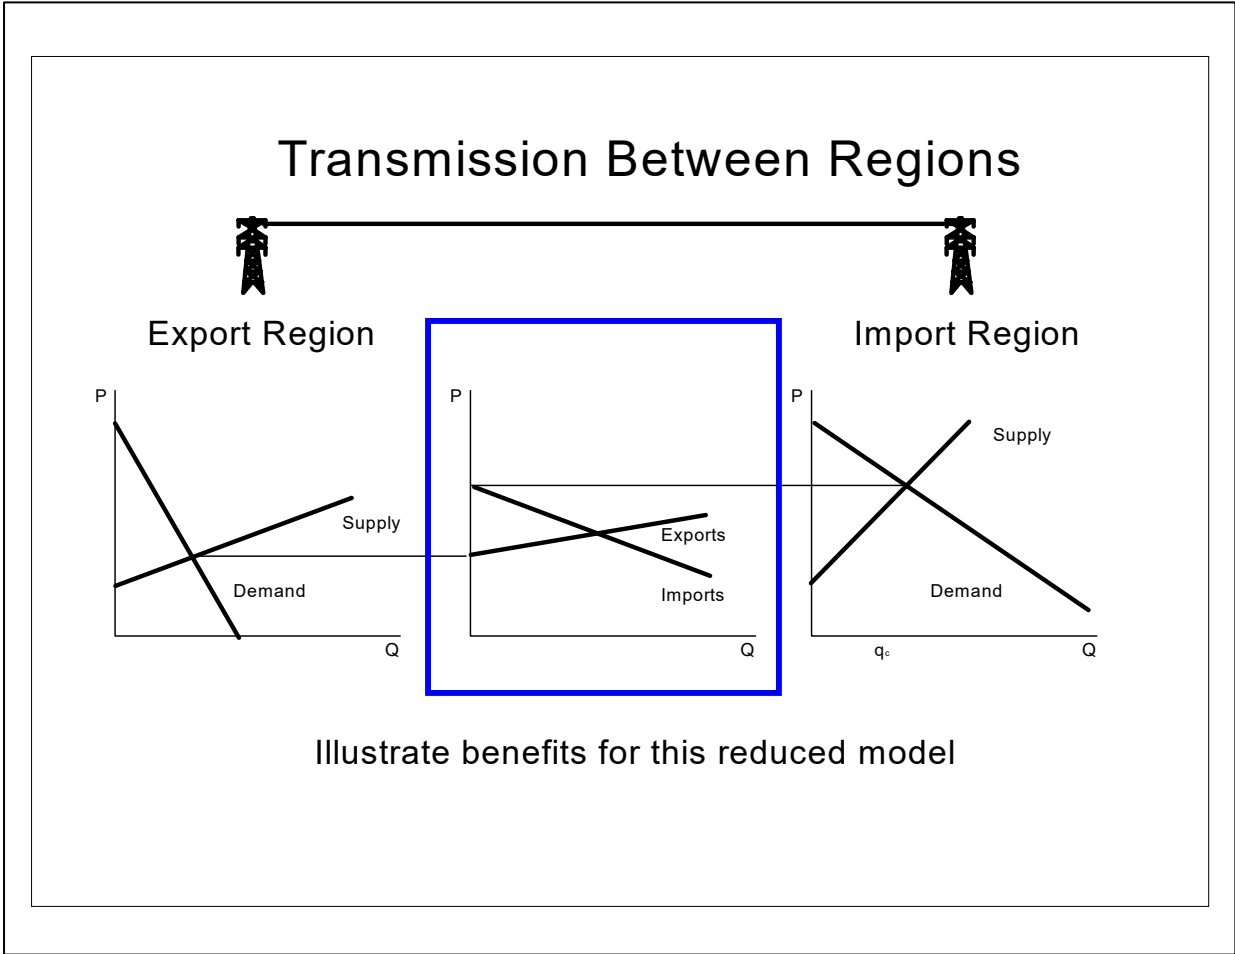 Transmission Between Regions
Export Region
Import Region
P
Supply
Demand
Q
P
Exports
Imports
Q
P
Supply
Demand
qc
Q
Illustrate benefits for this reduced model